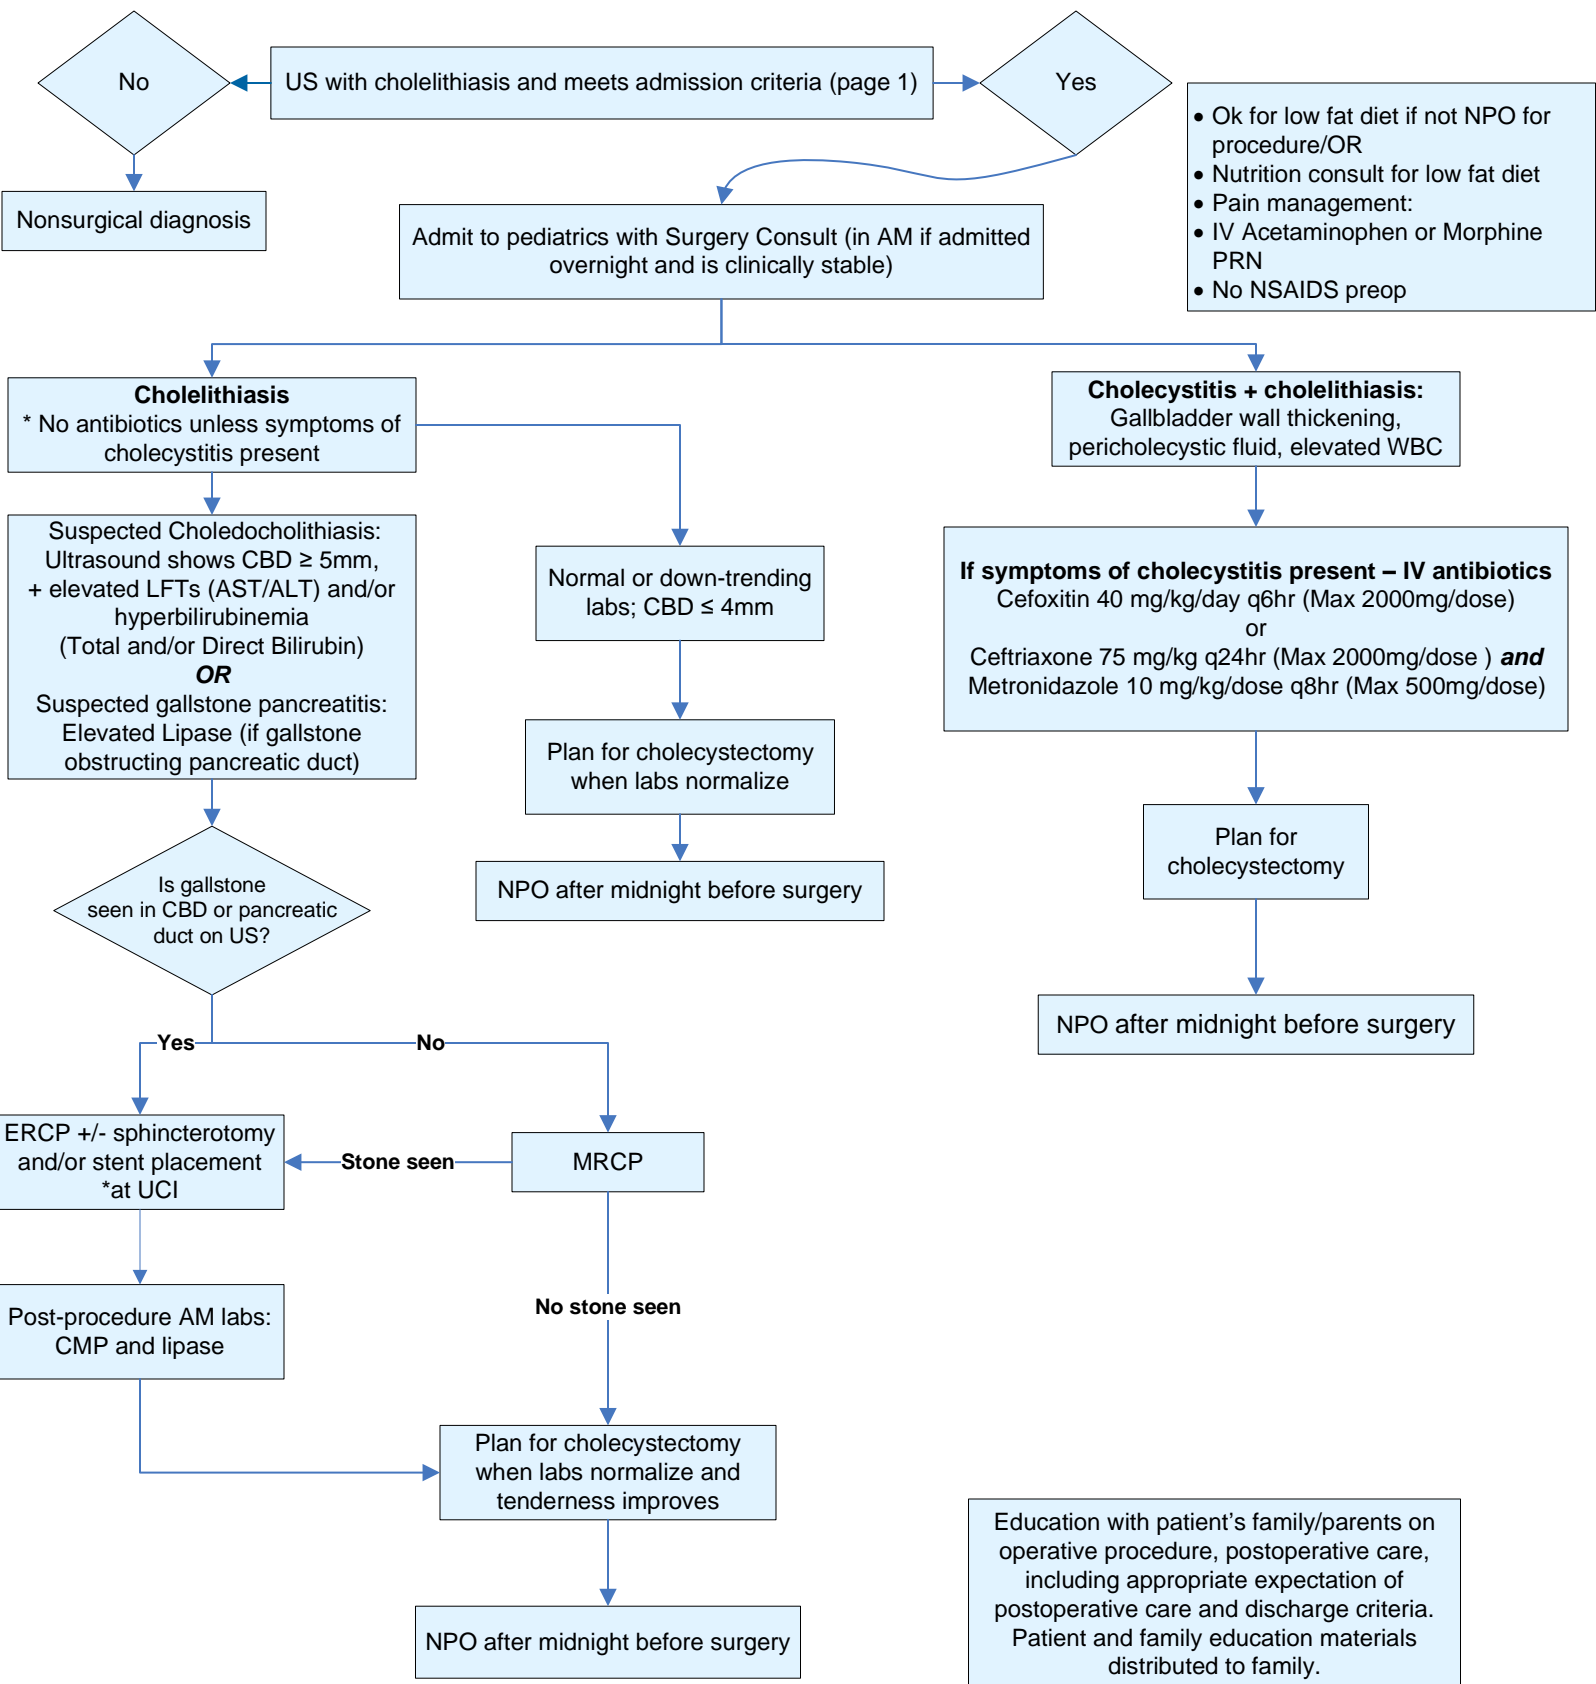 No
US with cholelithiasis and meets admission criteria (page 1)
Yes
• Ok for low fat diet if not NPO for
procedure/OR
• Nutrition consult for low fat diet
• Pain management:
• IV Acetaminophen or Morphine
PRN
• No NSAIDS preop
Nonsurgical diagnosis
Admit to pediatrics with Surgery Consult (in AM if admitted
overnight and is clinically stable)
Cholelithiasis
* No antibiotics unless symptoms of
cholecystitis present
Cholecystitis + cholelithiasis:
Gallbladder wall thickening,
pericholecystic fluid, elevated WBC
Suspected Choledocholithiasis:
Ultrasound shows CBD ≥ 5mm,
+ elevated LFTs (AST/ALT) and/or
hyperbilirubinemia
(Total and/or Direct Bilirubin)
OR
Suspected gallstone pancreatitis:
Elevated Lipase (if gallstone
obstructing pancreatic duct)
Normal or down-trending
labs; CBD ≤ 4mm
If symptoms of cholecystitis present – IV antibiotics
Cefoxitin 40 mg/kg/day q6hr (Max 2000mg/dose)
or
Ceftriaxone 75 mg/kg q24hr (Max 2000mg/dose ) and
Metronidazole 10 mg/kg/dose q8hr (Max 500mg/dose)
Plan for cholecystectomy
when labs normalize
Plan for
cholecystectomy
Is gallstone
seen in CBD or pancreatic
duct on US?
NPO after midnight before surgery
NPO after midnight before surgery
Yes
No
ERCP +/- sphincterotomy
and/or stent placement
*at UCI
Stone seen
MRCP
Post-procedure AM labs:
CMP and lipase
No stone seen
Plan for cholecystectomy
when labs normalize and
tenderness improves
NPO after midnight before surgery
Education with patient’s family/parents on
operative procedure, postoperative care,
including appropriate expectation of
postoperative care and discharge criteria.
Patient and family education materials
distributed to family.